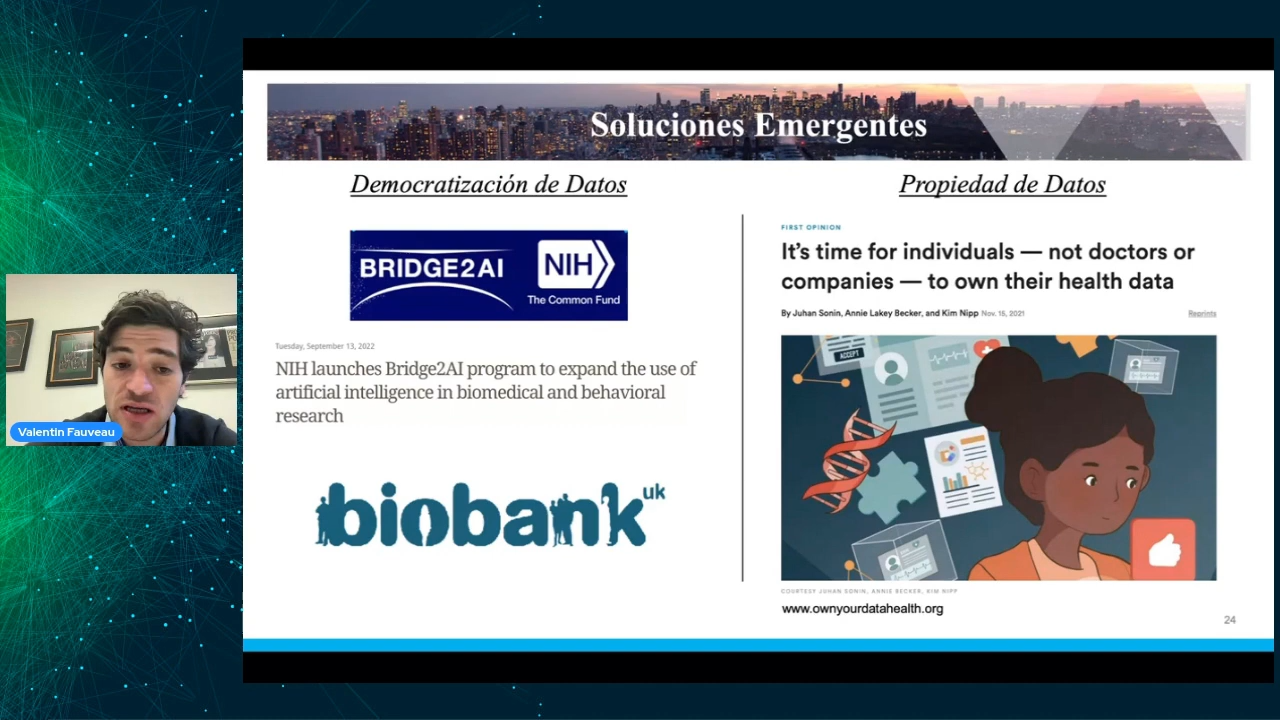 Soluciones Emergentes
Democratización de Datos
BRIDGE2AI
NIH
The Common Fund
Tuesday, September 13, 2022
NIH launches Bridge2AI program to expand the use of
artificial intelligence in biomedical and behavioral
research
biobank uk
Propiedad de Datos
FIRST OPINION
It's time for individuals — not doctors or
companies — to own their health data
By Juhan Sonin, Annie Lakey Becker, and Kim Nipp Nov. 15, 2021
Reprints
ACCEPT
COURTESY JUHAN SONIN, ANNIE BECKER, KIM NIPP
www.ownyourdatahealth.org
24
Valentin Fauveau